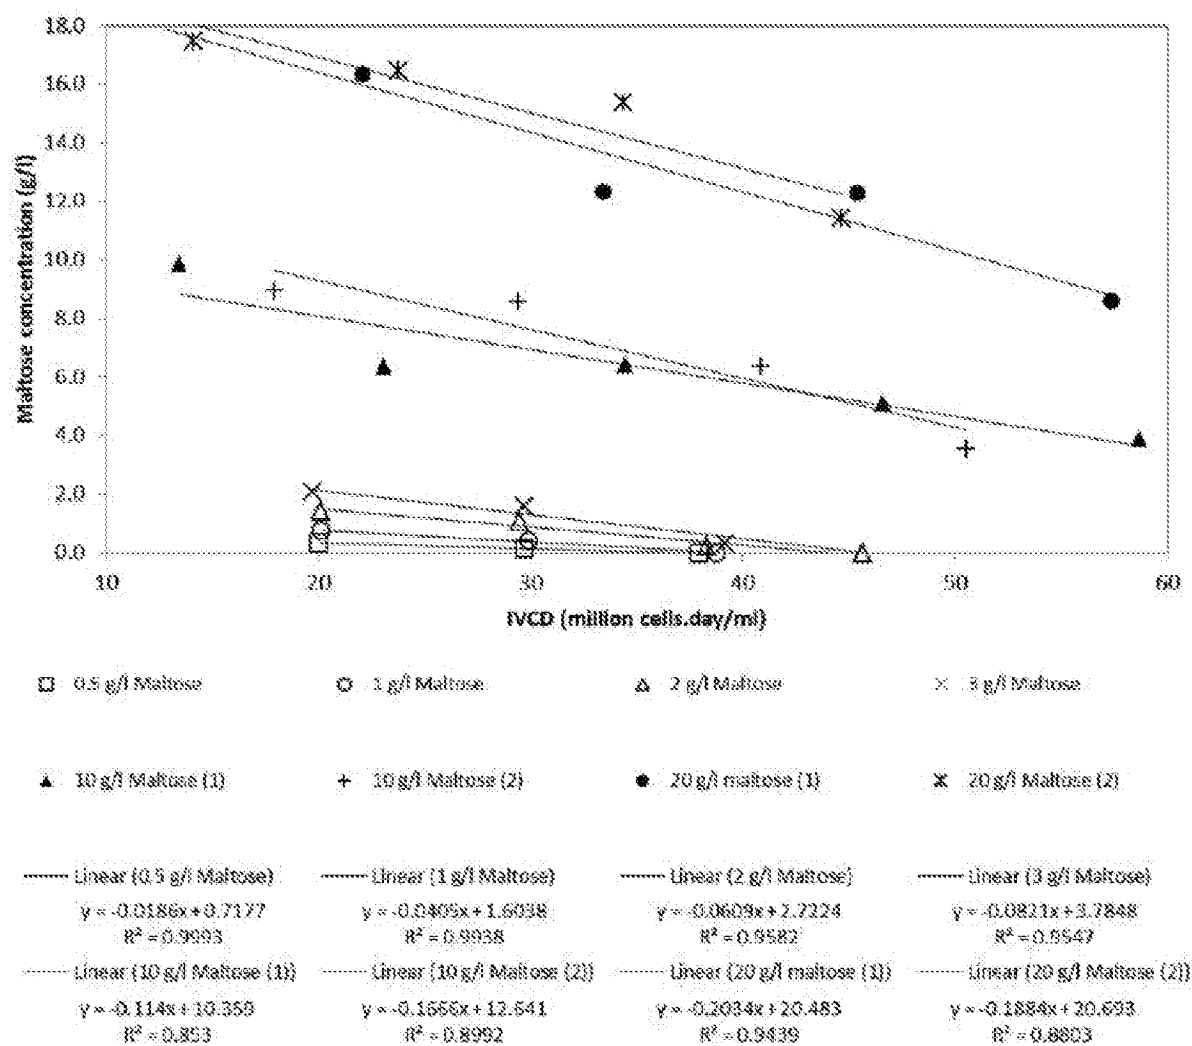 18.0
16.0
14.0
12.0
10.0
8.0
6.0
4.0
2.0
0.0
Maltose concentration (g/l)
10 20 30 40 50 60
IVCD (million cells.day/ml)
0.5 g/l Maltose 1 g/l Maltose 2 g/l Maltose 3 g/l Maltose
10 g/l Maltose (1) 10 g/l Maltose (2) 20 g/l maltose (1) 20 g/l Maltose (2)
Linear (0.5 g/l Maltose) Linear (1 g/l Maltose) Linear (2 g/l Maltose) Linear (3 g/l Maltose)
y = -0.0186x + 0.7177 y = -0.0405x + 1.6038 y = -0.0609x + 2.7224 y = -0.0821x + 3.7848
R² = 0.9993 R² = 0.9938 R² = 0.9582 R² = 0.9547
Linear (10 g/l Maltose (1)) Linear (10 g/l Maltose (2)) Linear (20 g/l maltose (1)) Linear (20 g/l Maltose (2))
y = -0.114x + 10.359 y = -0.1666x + 12.641 y = -0.2034x + 20.483 y = -0.1884x + 20.693
R² = 0.853 R² = 0.8992 R² = 0.9439 R² = 0.8803